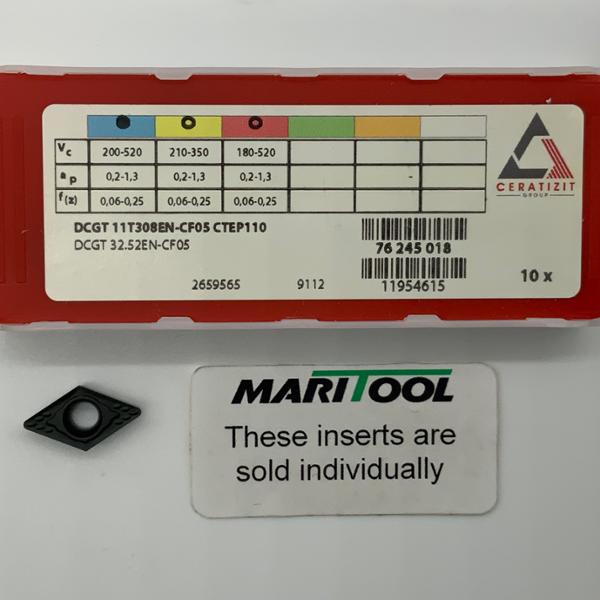 Vc 200-520 210-350 180-520
ap 0,2-1,3 0,2-1,3 0,2-1,3
f(z) 0,06-0,25 0,06-0,25 0,06-0,25
CERATIZIT
GROUP
DCGT 11T308EN-CF05 CTEP110
DCGT 32.52EN-CF05
76 245 018
2659565 9112 11954615
10 x
MARITOOL
These inserts are
sold individually